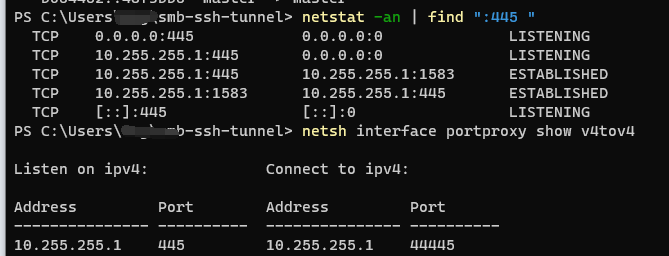 PS C:\Users\ smb-ssh-tunnel> netstat -an | find ":445 "
TCP 0.0.0.0:445 0.0.0.0:0 LISTENING
TCP 10.255.255.1:445 0.0.0.0:0 LISTENING
TCP 10.255.255.1:445 10.255.255.1:1583 ESTABLISHED
TCP 10.255.255.1:1583 10.255.255.1:445 ESTABLISHED
TCP [::]:445 [::]:0 LISTENING
PS C:\Users\ mb-ssh-tunnel> netsh interface portproxy show v4tov4
Listen on ipv4: Connect to ipv4:
Address Port Address Port
--------------- ---------- --------------- ----------
10.255.255.1 445 10.255.255.1 44445